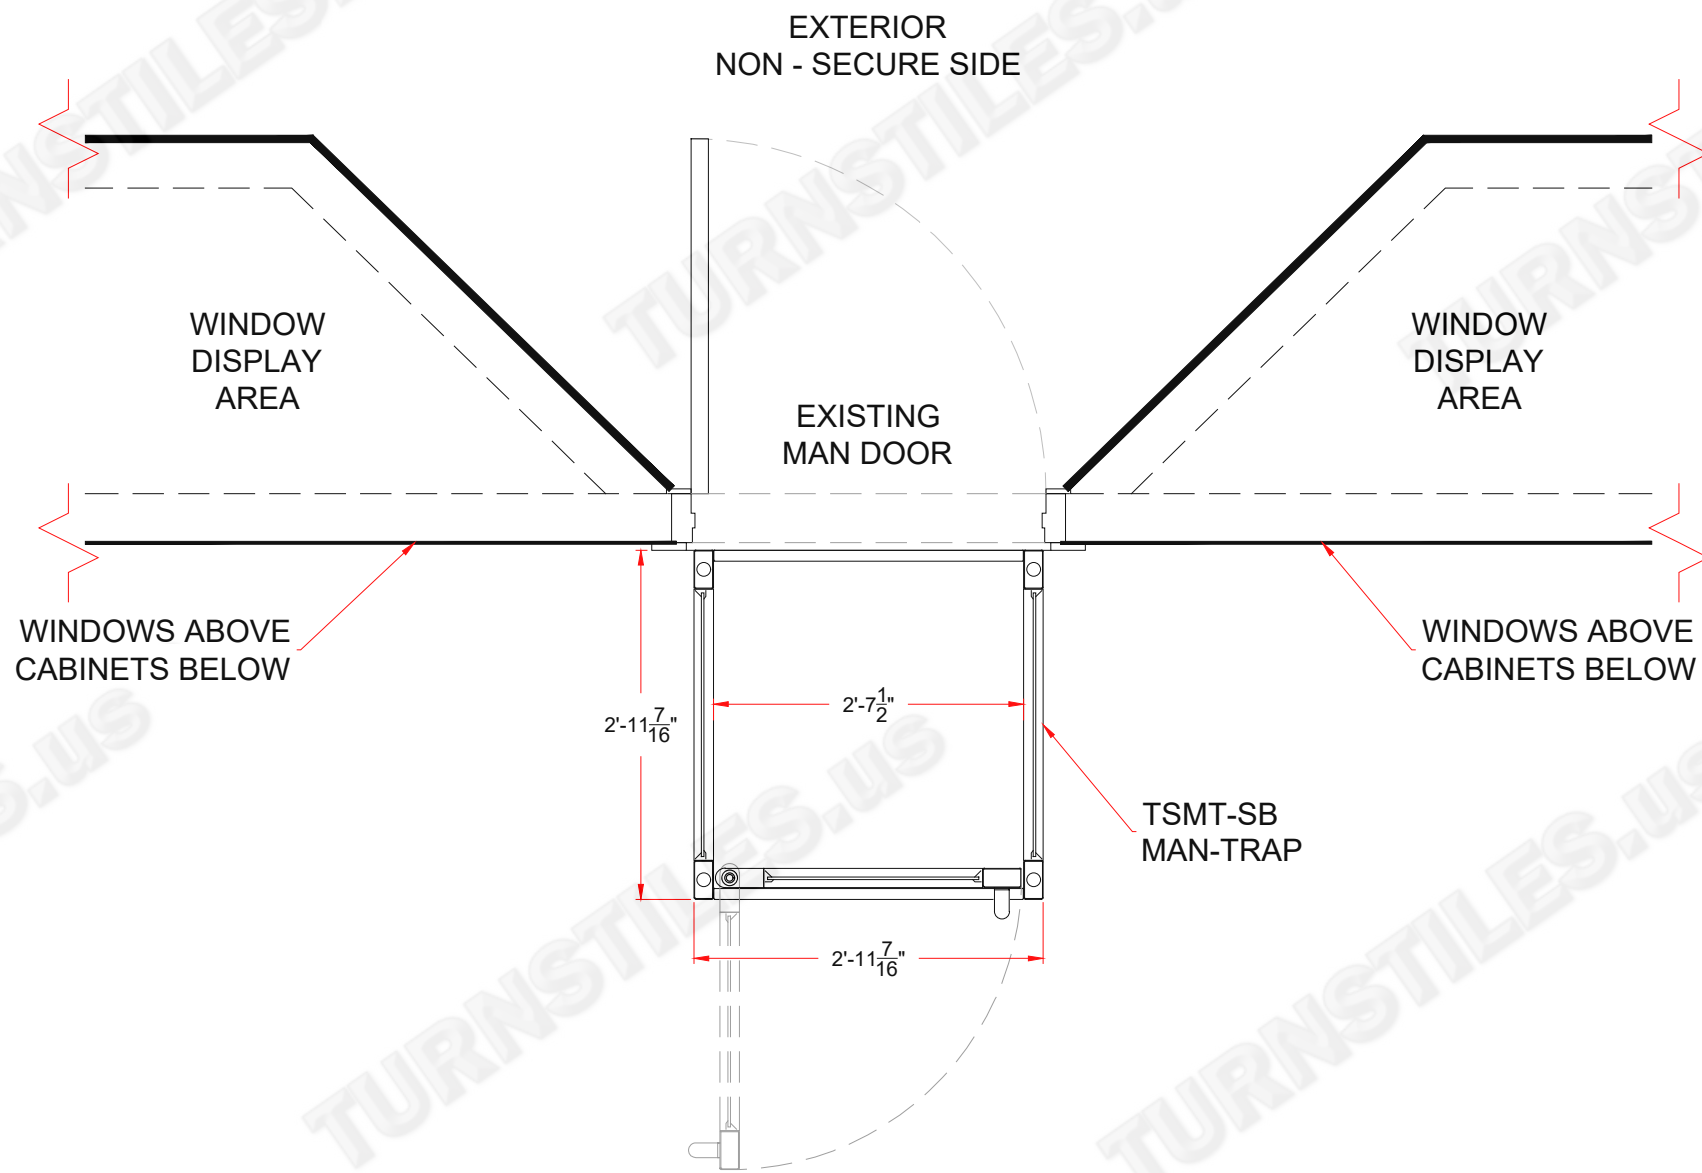 EXTERIOR
NON - SECURE SIDE
WINDOW
DISPLAY
AREA
WINDOW
DISPLAY
AREA
EXISTING
MAN DOOR
WINDOWS ABOVE
CABINETS BELOW
WINDOWS ABOVE
CABINETS BELOW
2'-11 7/16"
2'-7 1/2"
TSMT-SB
MAN-TRAP
2'-11 7/16"
TURNSTILES.us
TURNSTILES.us
TURNSTILES.us
TURNSTILES.us